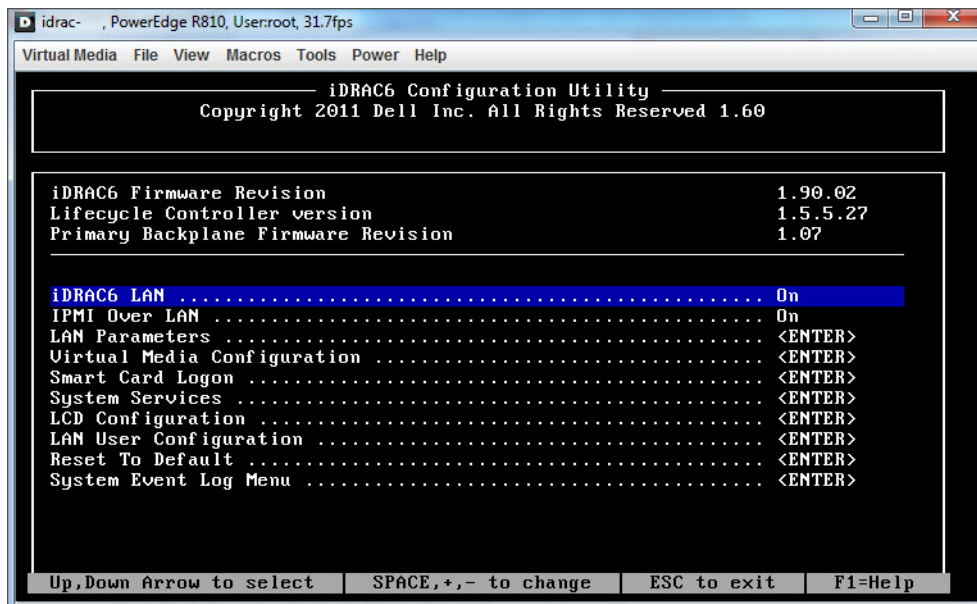 idrac- , PowerEdge R810, User:root, 31.7fps
Virtual Media File View Macros Tools Power Help
iDRAC6 Configuration Utility
Copyright 2011 Dell Inc. All Rights Reserved 1.60
iDRAC6 Firmware Revision 1.90.02
Lifecycle Controller version 1.5.5.27
Primary Backplane Firmware Revision 1.07
iDRAC6 LAN ................................................... On
IPMI Over LAN ................................................ On
LAN Parameters ............................................... <ENTER>
Virtual Media Configuration .................................. <ENTER>
Smart Card Logon ............................................. <ENTER>
System Services .............................................. <ENTER>
LCD Configuration ............................................ <ENTER>
LAN User Configuration ....................................... <ENTER>
Reset To Default ............................................. <ENTER>
System Event Log Menu ........................................ <ENTER>
Up,Down Arrow to select SPACE,+,- to change ESC to exit F1=Help